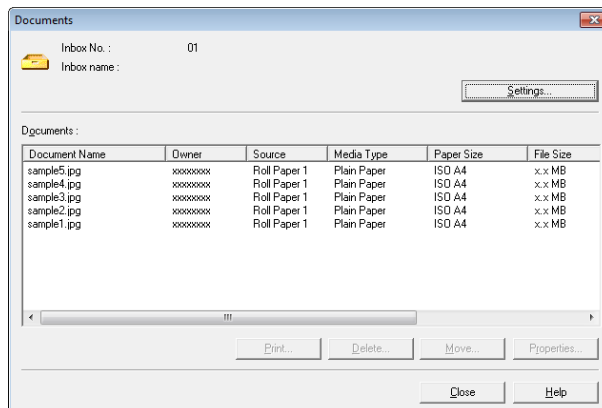 Documents
Inbox No. : 01
Inbox name :
Settings...
Documents :
Document Name Owner Source Media Type Paper Size File Size
sample5.jpg xxxxxxxx Roll Paper 1 Plain Paper ISO A4 x.x MB
sample4.jpg xxxxxxxx Roll Paper 1 Plain Paper ISO A4 x.x MB
sample3.jpg xxxxxxxx Roll Paper 1 Plain Paper ISO A4 x.x MB
sample2.jpg xxxxxxxx Roll Paper 1 Plain Paper ISO A4 x.x MB
sample1.jpg xxxxxxxx Roll Paper 1 Plain Paper ISO A4 x.x MB
Print... Delete... Move... Properties...
Close Help